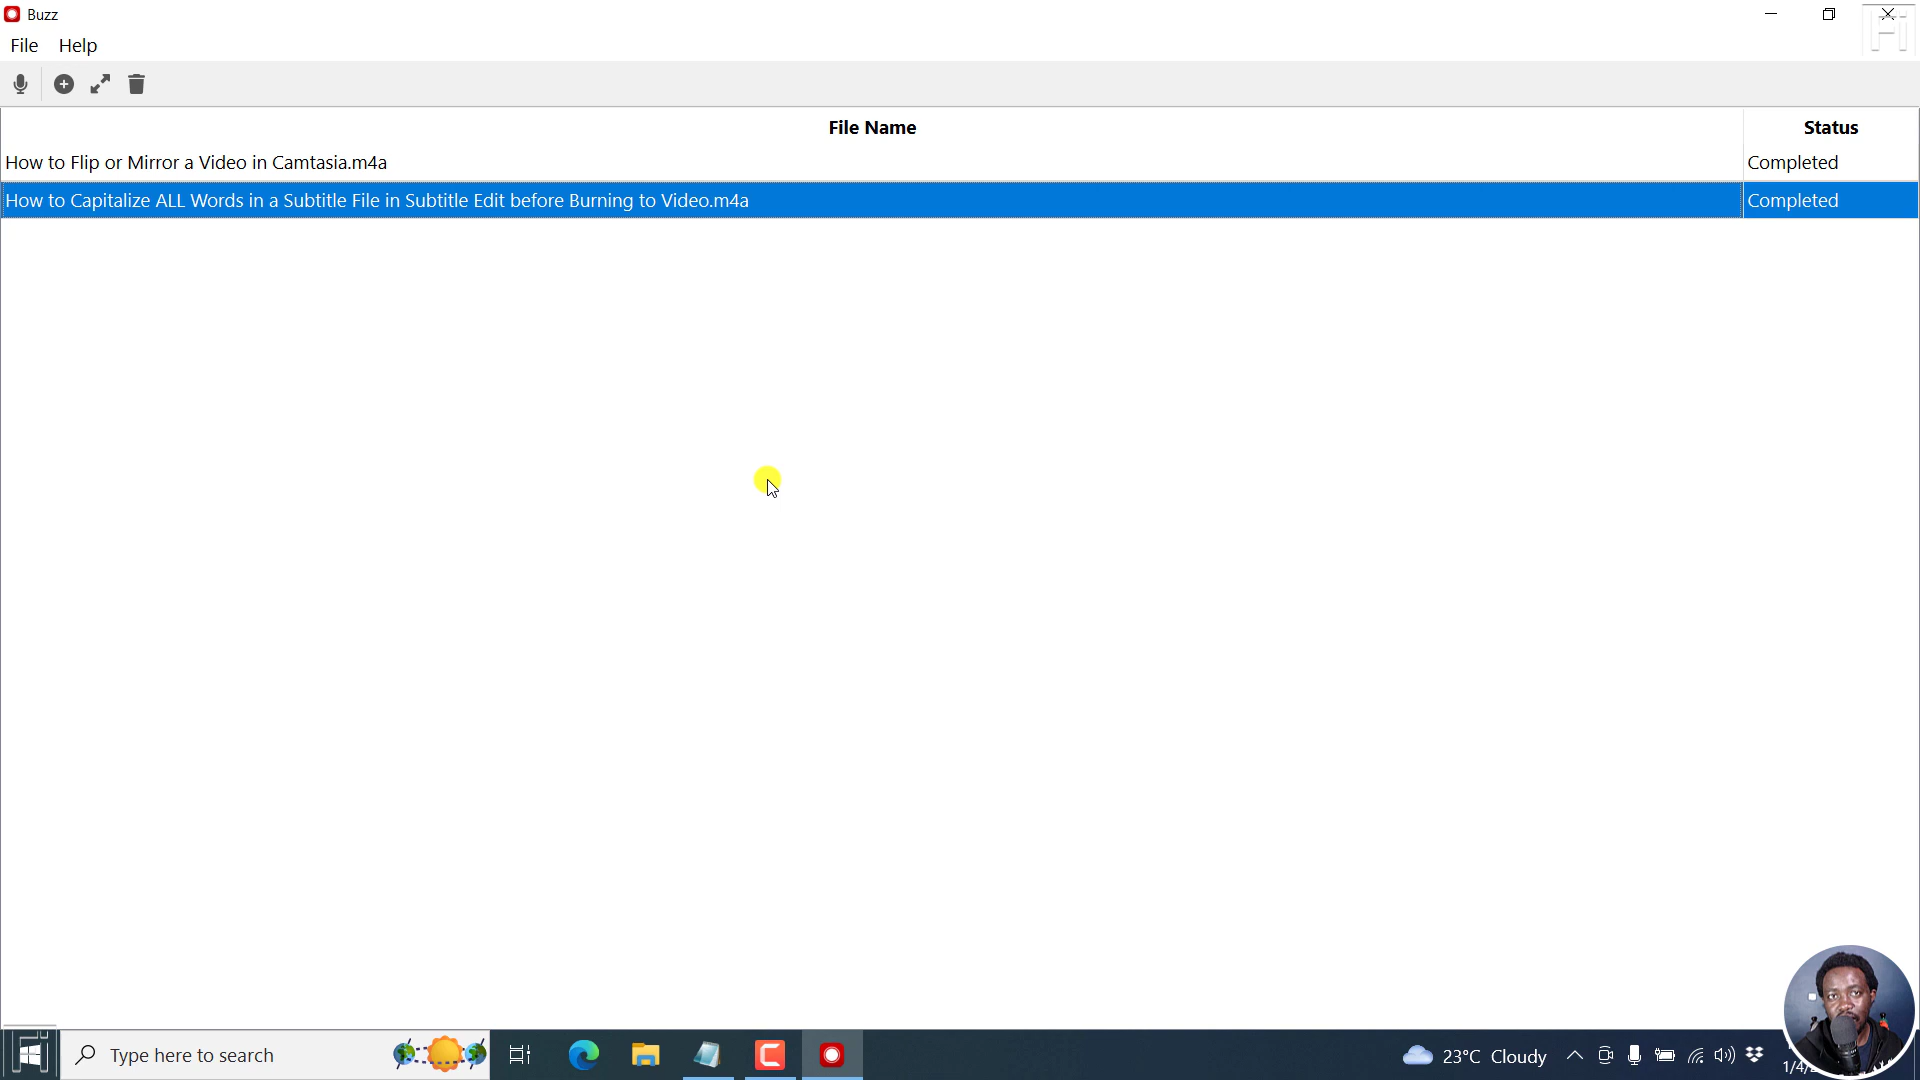 Buzz
File Help
File Name Status
How to Flip or Mirror a Video in Camtasia.m4a Completed
How to Capitalize ALL Words in a Subtitle File in Subtitle Edit before Burning to Video.m4a Completed
Type here to search
23°C Cloudy